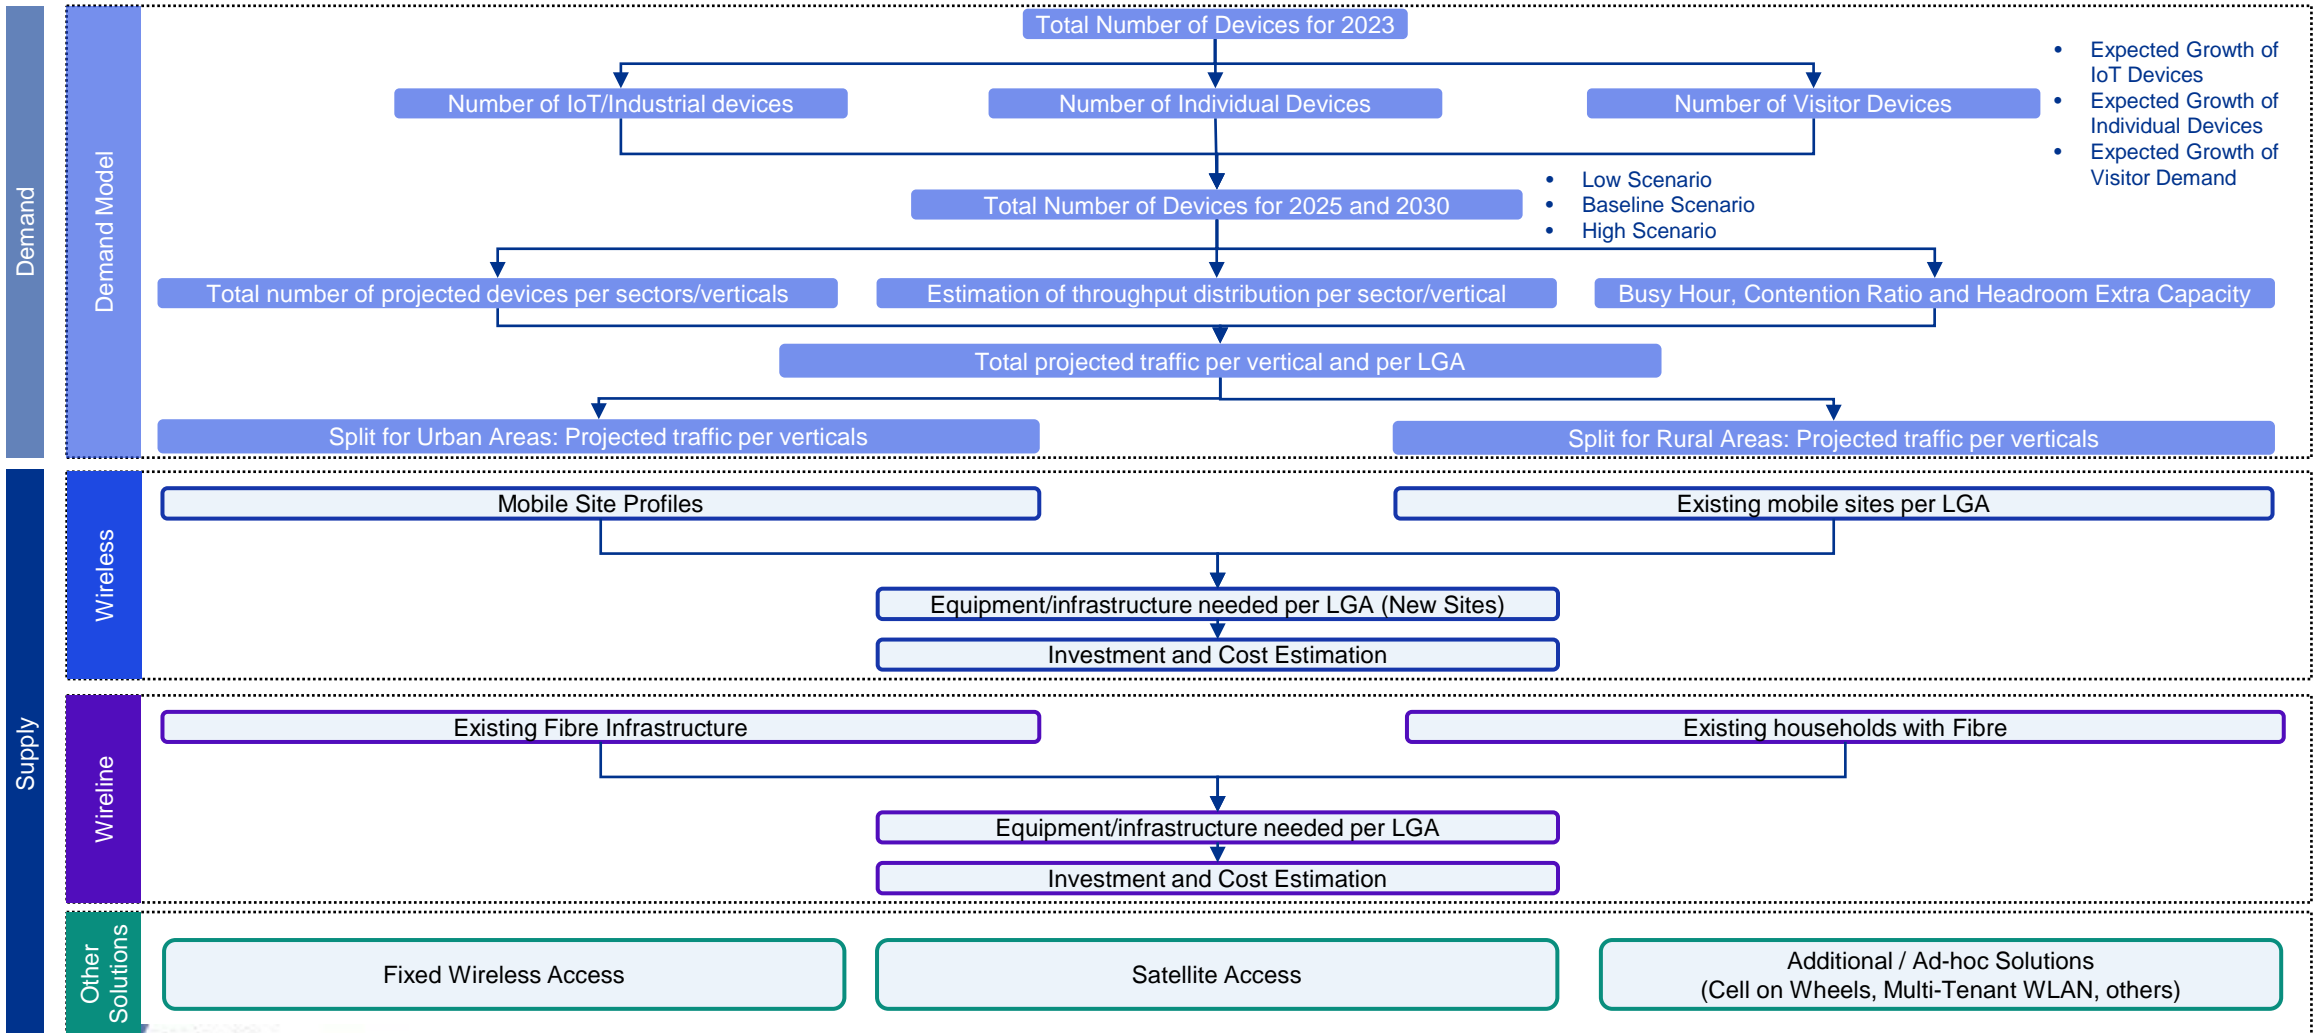 Demand
Demand Model
Total Number of Devices for 2023
Number of IoT/Industrial devices
Number of Individual Devices
Number of Visitor Devices
• Expected Growth of
IoT Devices
• Expected Growth of
Individual Devices
• Expected Growth of
Visitor Demand
Total Number of Devices for 2025 and 2030
• Low Scenario
• Baseline Scenario
• High Scenario
Total number of projected devices per sectors/verticals
Estimation of throughput distribution per sector/vertical
Busy Hour, Contention Ratio and Headroom Extra Capacity
Total projected traffic per vertical and per LGA
Split for Urban Areas: Projected traffic per verticals
Split for Rural Areas: Projected traffic per verticals
Supply
Wireless
Mobile Site Profiles
Existing mobile sites per LGA
Equipment/infrastructure needed per LGA (New Sites)
Investment and Cost Estimation
Wireline
Existing Fibre Infrastructure
Existing households with Fibre
Equipment/infrastructure needed per LGA
Investment and Cost Estimation
Other
Solutions
Fixed Wireless Access
Satellite Access
Additional / Ad-hoc Solutions
(Cell on Wheels, Multi-Tenant WLAN, others)